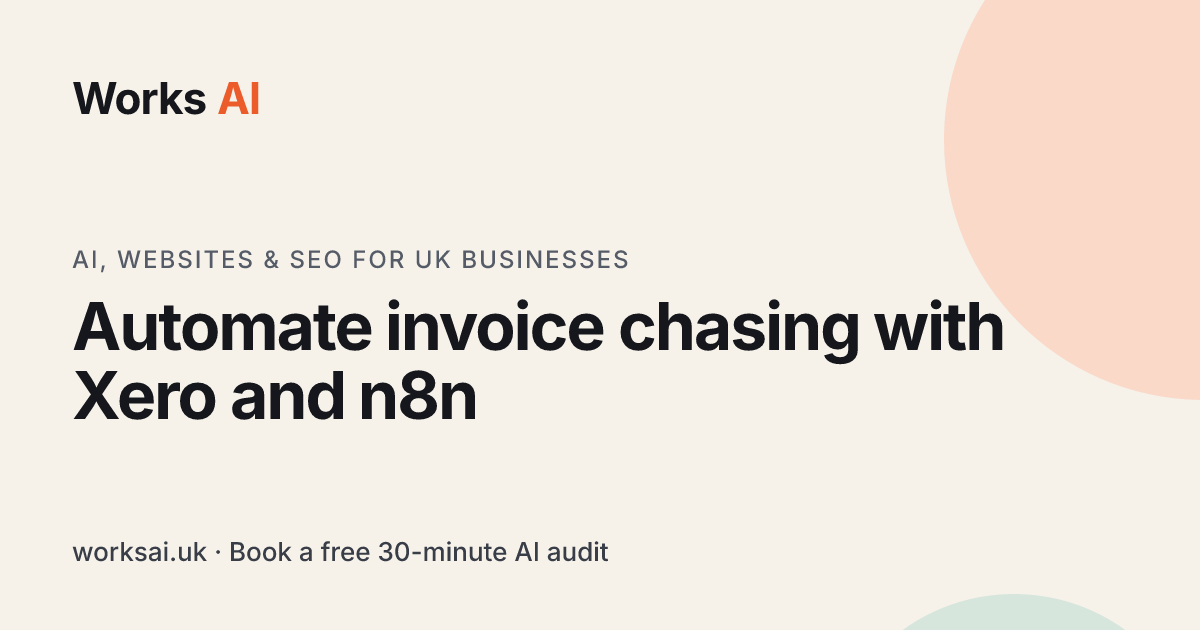 Works AI
AI, WEBSITES & SEO FOR UK BUSINESSES
Automate invoice chasing with
Xero and n8n
worksai.uk · Book a free 30-minute AI audit